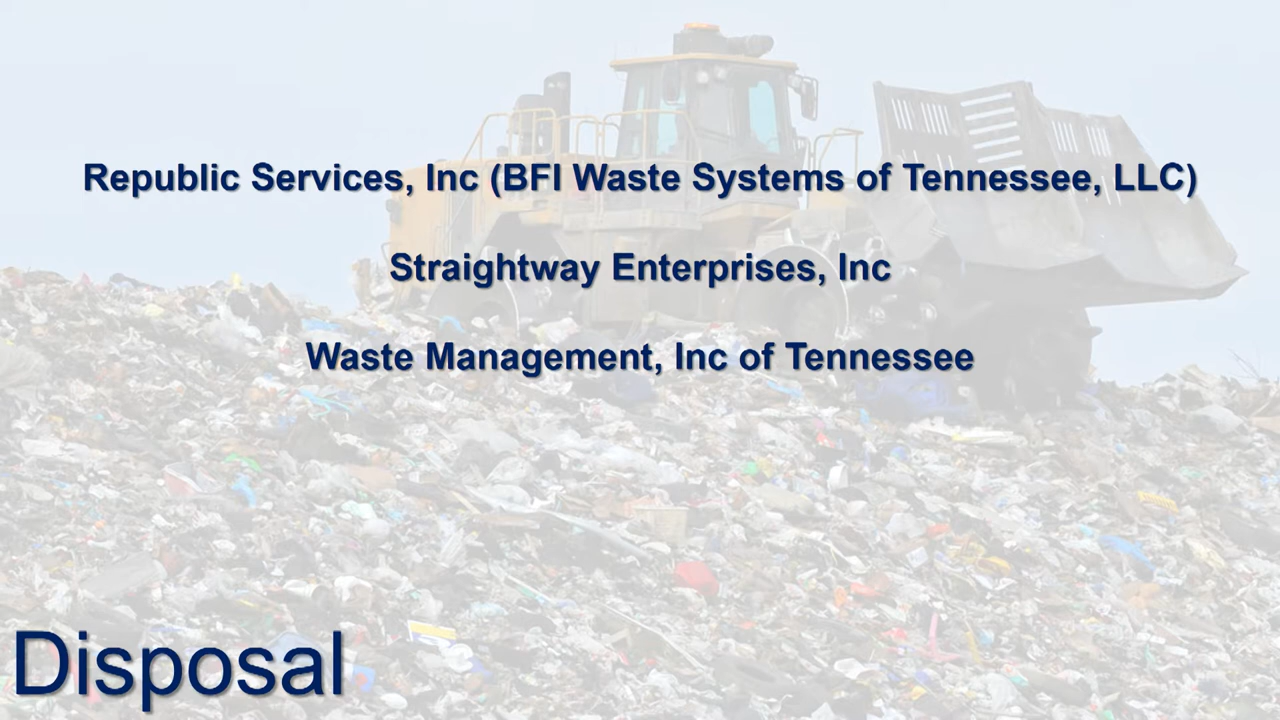 Republic Services, Inc (BFI Waste Systems of Tennessee, LLC)
Straightway Enterprises, Inc
Waste Management, Inc of Tennessee
Disposal